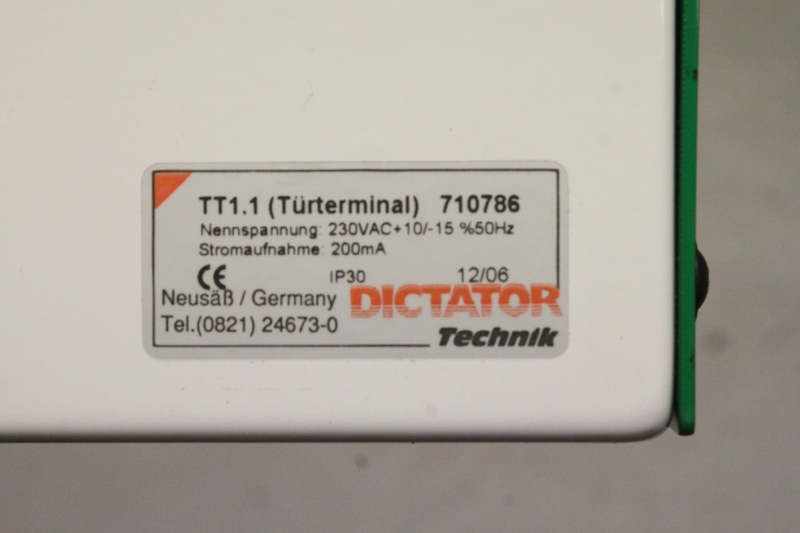 TT1.1 (Türterminal) 710786
Nennspannung: 230VAC+10/-15 %50Hz
Stromaufnahme: 200mA
CE IP30 12/06
Neusäß / Germany DICTATOR
Tel.(0821) 24673-0 Technik